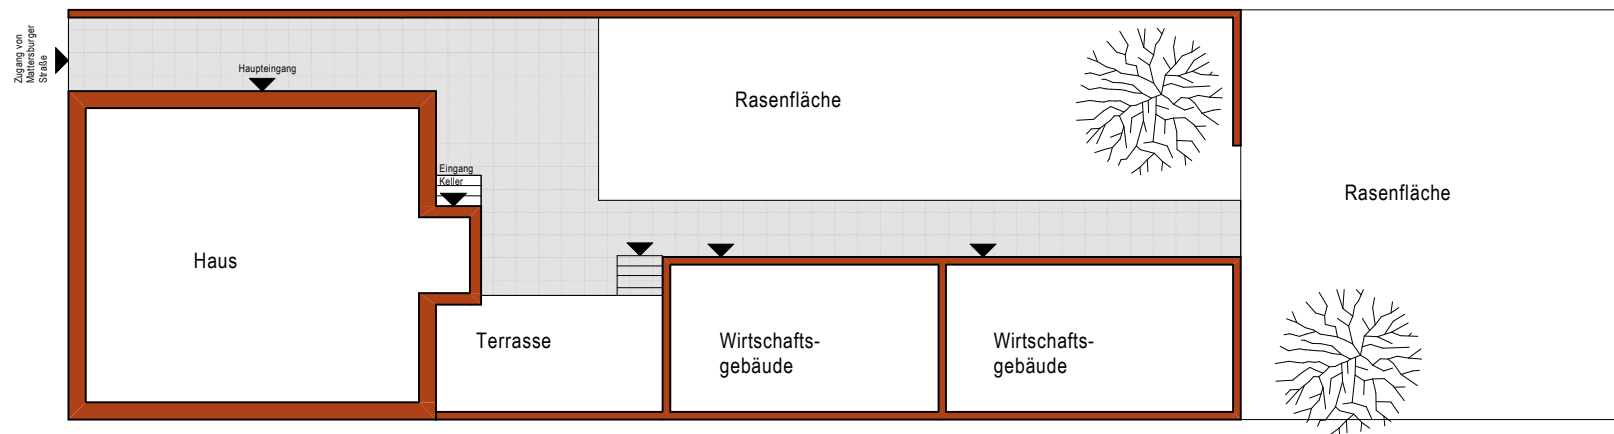 Zugang von
Mattersburger
Straße
Haupteingang
Rasenfläche
Eingang
Keller
Rasenfläche
Haus
Terrasse
Wirtschafts-
gebäude
Wirtschafts-
gebäude